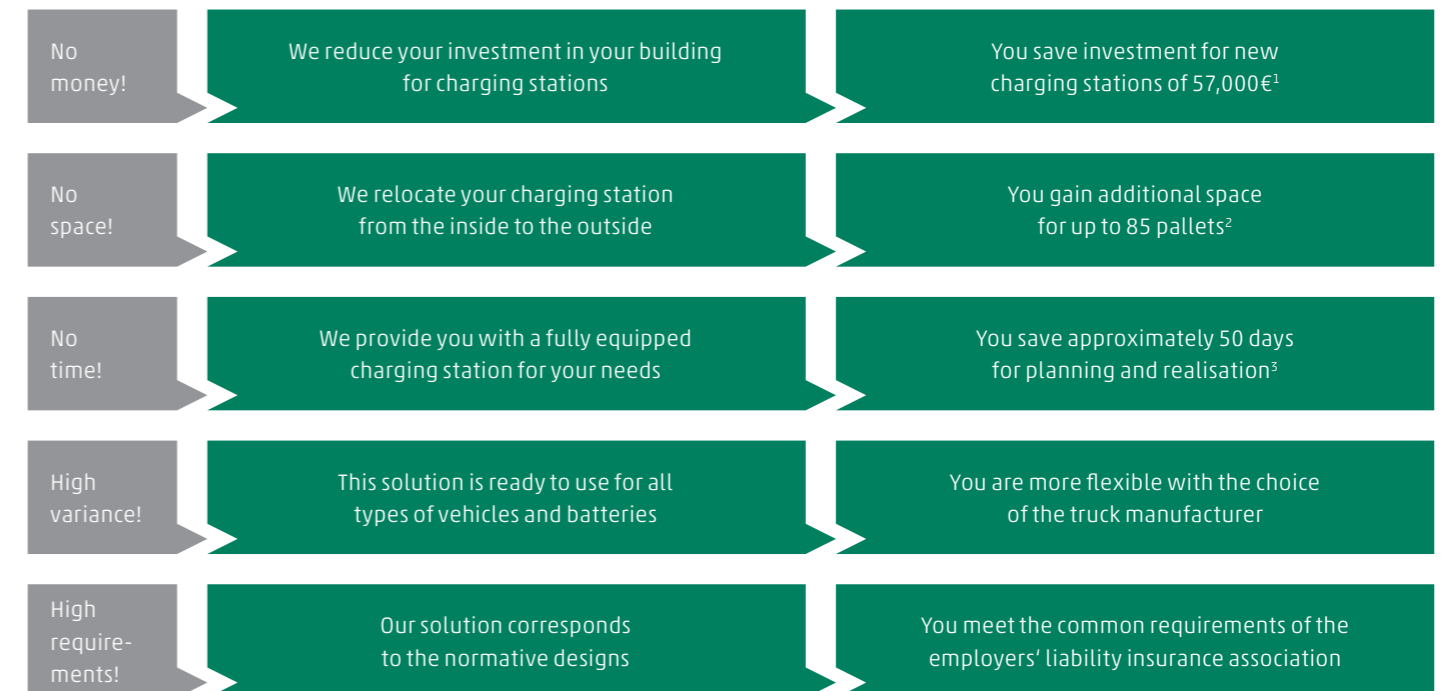 No
money!
We reduce your investment in your building
for charging stations
You save investment for new
charging stations of 57,000€¹
No
space!
We relocate your charging station
from the inside to the outside
You gain additional space
for up to 85 pallets²
No
time!
We provide you with a fully equipped
charging station for your needs
You save approximately 50 days
for planning and realisation³
High
variance!
This solution is ready to use for all
types of vehicles and batteries
You are more flexible with the choice
of the truck manufacturer
High
require-
ments!
Our solution corresponds
to the normative designs
You meet the common requirements of the
employers‘ liability insurance association